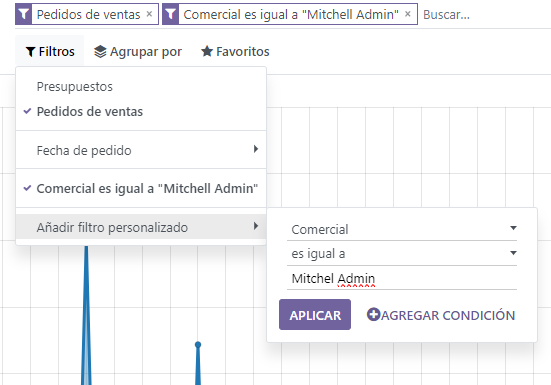 Pedidos de ventas × Comercial es igual a "Mitchell Admin" × Buscar...
Filtros Agrupar por Favoritos
Presupuestos
Pedidos de ventas
Fecha de pedido
Comercial es igual a "Mitchell Admin"
Añadir filtro personalizado
Comercial
es igual a
Mitchel Admin
APLICAR AGREGAR CONDICIÓN